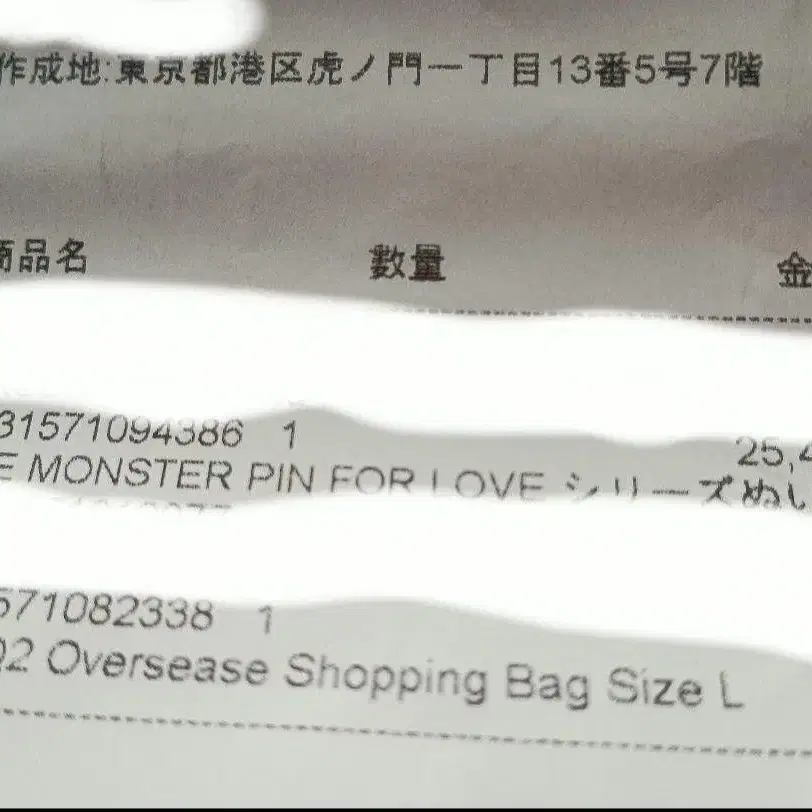 作成地:東京都港区虎ノ門一丁目13番5号7階
商品名 數量 金
31571094386 1 25,4
E MONSTER PIN FOR LOVE シリーズぬい
571082338 1
Q2 Oversease Shopping Bag Size L